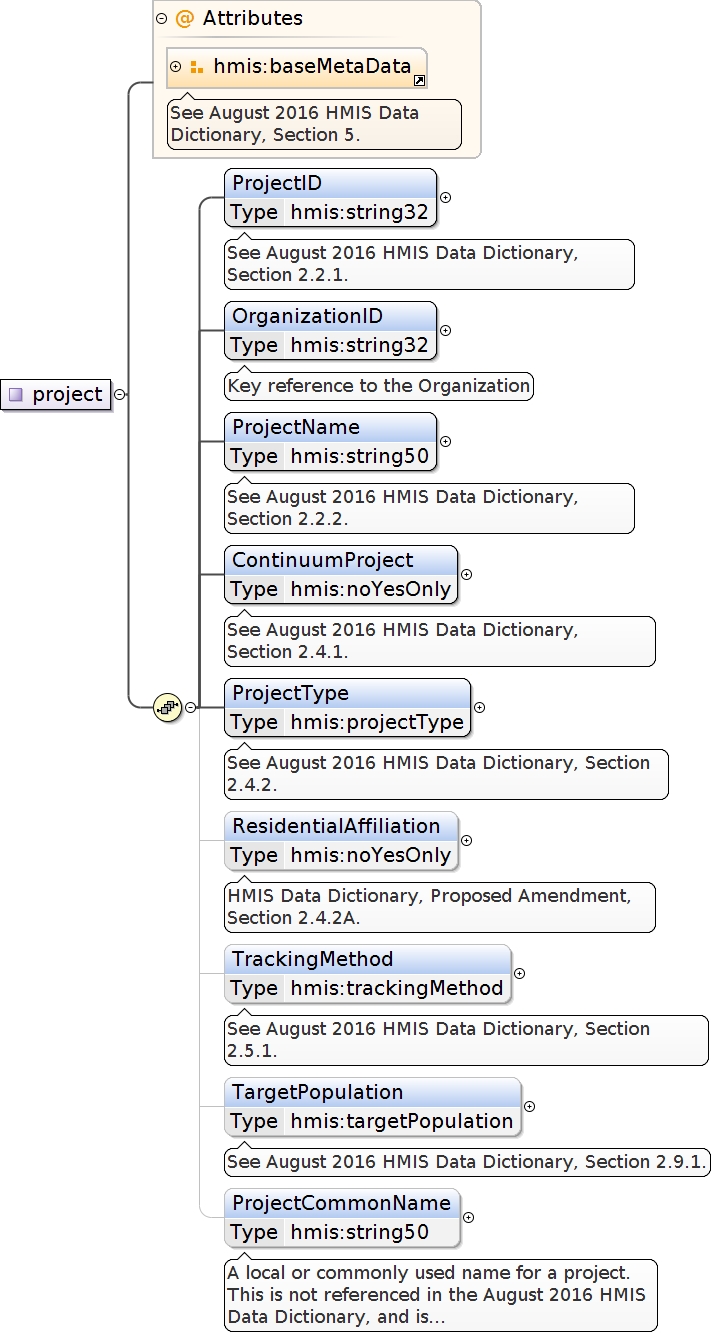 @ Attributes
hmis:baseMetaData
See August 2016 HMIS Data
Dictionary, Section 5.
ProjectID
Type hmis:string32
See August 2016 HMIS Data Dictionary,
Section 2.2.1.
OrganizationID
Type hmis:string32
Key reference to the Organization
project
ProjectName
Type hmis:string50
See August 2016 HMIS Data Dictionary,
Section 2.2.2.
ContinuumProject
Type hmis:noYesOnly
See August 2016 HMIS Data Dictionary,
Section 2.4.1.
ProjectType
Type hmis:projectType
See August 2016 HMIS Data Dictionary, Section
2.4.2.
ResidentialAffiliation
Type hmis:noYesOnly
HMIS Data Dictionary, Proposed Amendment,
Section 2.4.2A.
TrackingMethod
Type hmis:trackingMethod
See August 2016 HMIS Data Dictionary, Section
2.5.1.
TargetPopulation
Type hmis:targetPopulation
See August 2016 HMIS Data Dictionary, Section 2.9.1.
ProjectCommonName
Type hmis:string50
A local or commonly used name for a project.
This is not referenced in the August 2016 HMIS
Data Dictionary, and is...